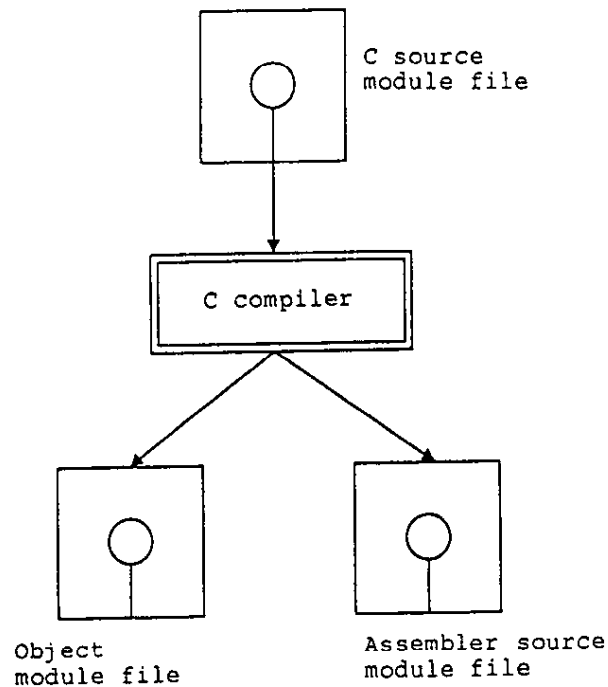 C source
module file
C compiler
Object
module file
Assembler source
module file